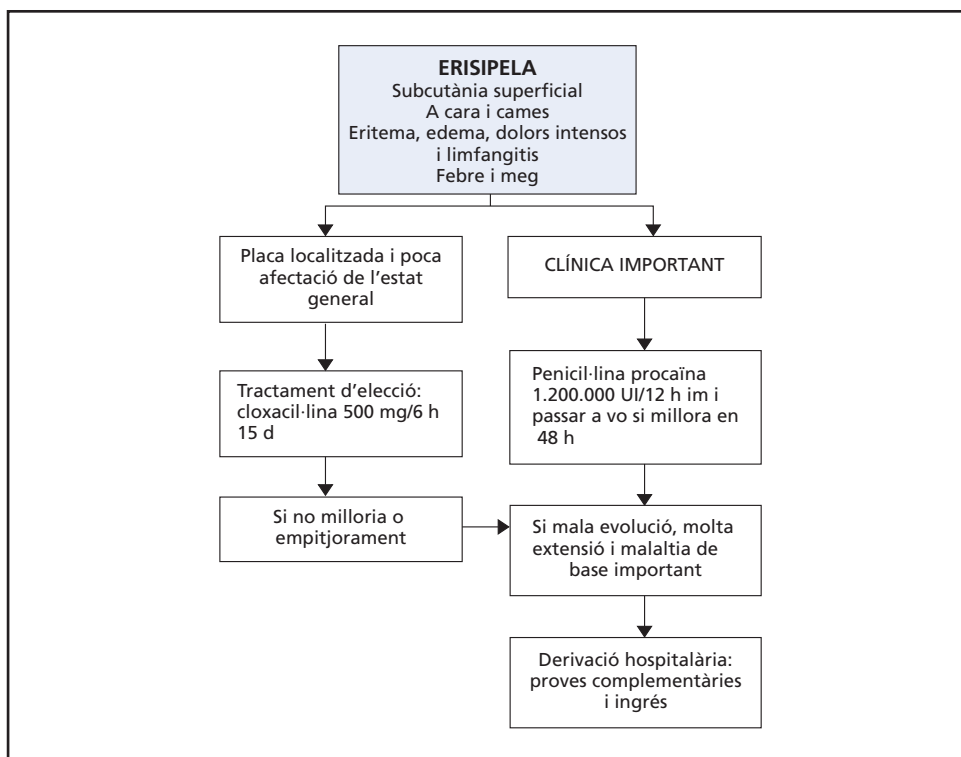 ERISIPELA
Subcutània superficial
A cara i cames
Eritema, edema, dolors intensos
i limfangitis
Febre i meg
Placa localitzada i poca
afectació de l'estat
general
CLÍNICA IMPORTANT
Tractament d'elecció:
cloxacil·lina 500 mg/6 h
15 d
Penicil·lina procaïna
1.200.000 UI/12 h im i
passar a vo si millora en
48 h
Si no milloria o
empitjorament
Si mala evolució, molta
extensió i malaltia de
base important
Derivació hospitalària:
proves complementàries
i ingrés